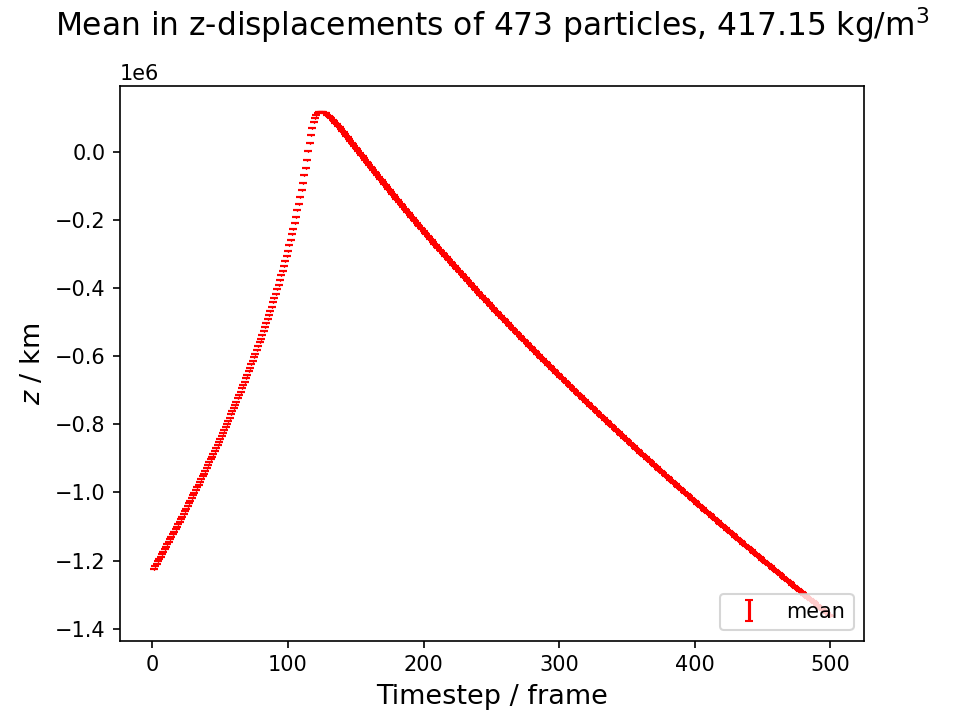 Mean in z-displacements of 473 particles, 417.15 kg/m³
1e6
0.0
−0.2
−0.4
−0.6
−0.8
−1.0
−1.2
−1.4
z / km
mean
0 100 200 300 400 500
Timestep / frame